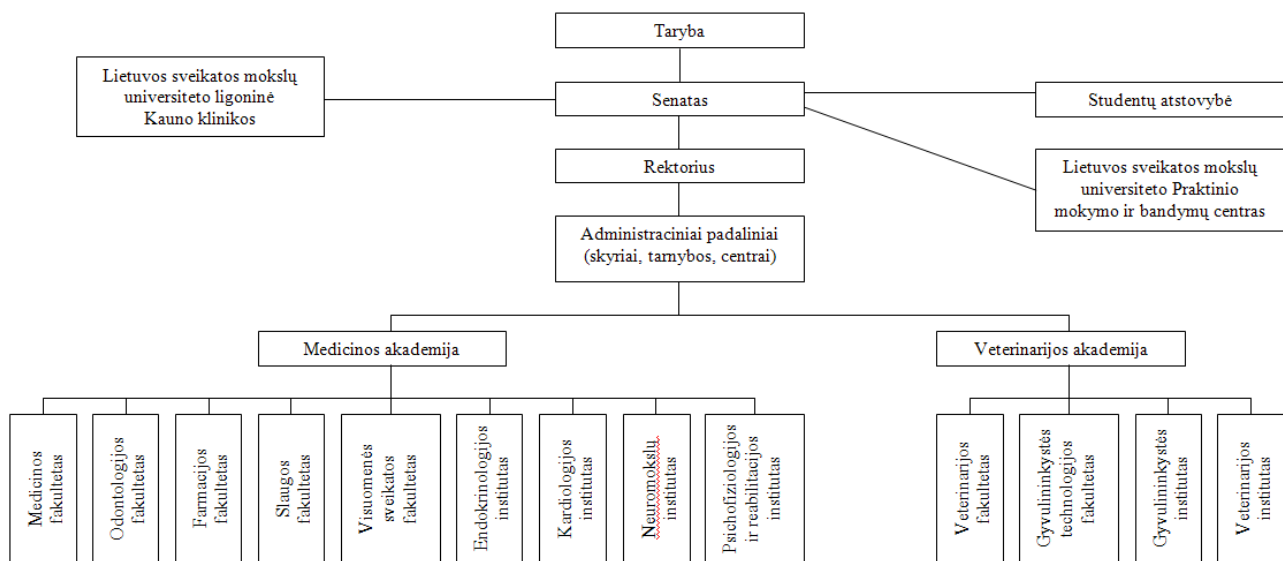 Taryba
Lietuvos sveikatos mokslų
universiteto ligoninė
Kauno klinikos
Senatas
Studentų atstovybė
Rektorius
Lietuvos sveikatos mokslų
universiteto Praktinio
mokymo ir bandymų centras
Administraciniai padaliniai
(skyriai, tarnybos, centrai)
Medicinos akademija
Veterinarijos akademija
Medicinos
fakultetas
Odontologijos
fakultetas
Farmacijos
fakultetas
Slaugos
fakultetas
Visuomenės
sveikatos
fakultetas
Endokrinologijos
institutas
Kardiologijos
institutas
Neuromokslų
institutas
Psichofiziologijos
ir reabilitacijos
institutas
Veterinarijos
fakultetas
Gyvulininkystės
technologijos
fakultetas
Gyvulininkystės
institutas
Veterinarijos
institutas